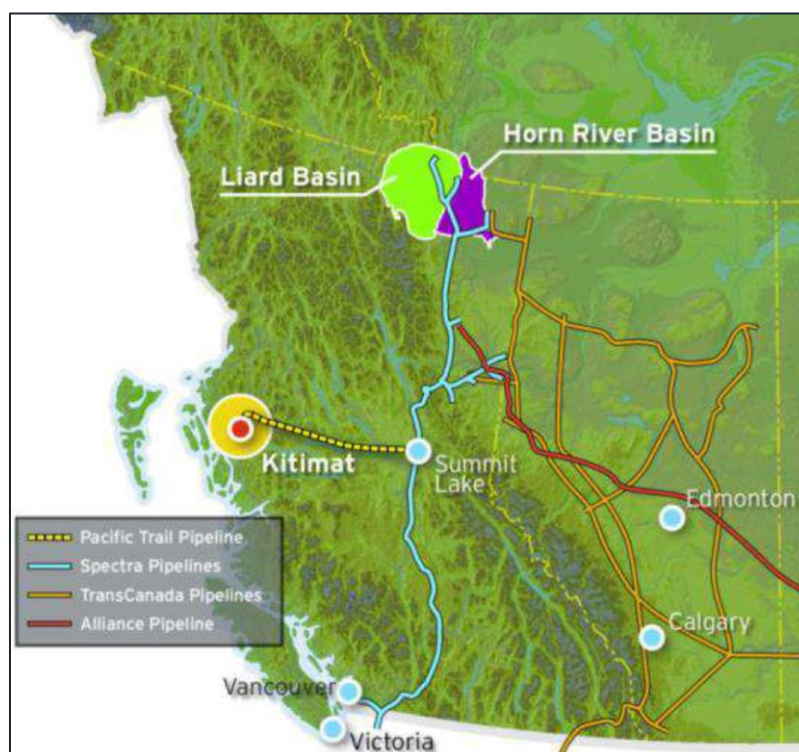 Horn River Basin
Liard Basin
Kitimat
Summit
Lake
Edmonton
Pacific Trail Pipeline
Spectra Pipelines
TransCanada Pipelines
Alliance Pipeline
Calgary
Vancouver
Victoria